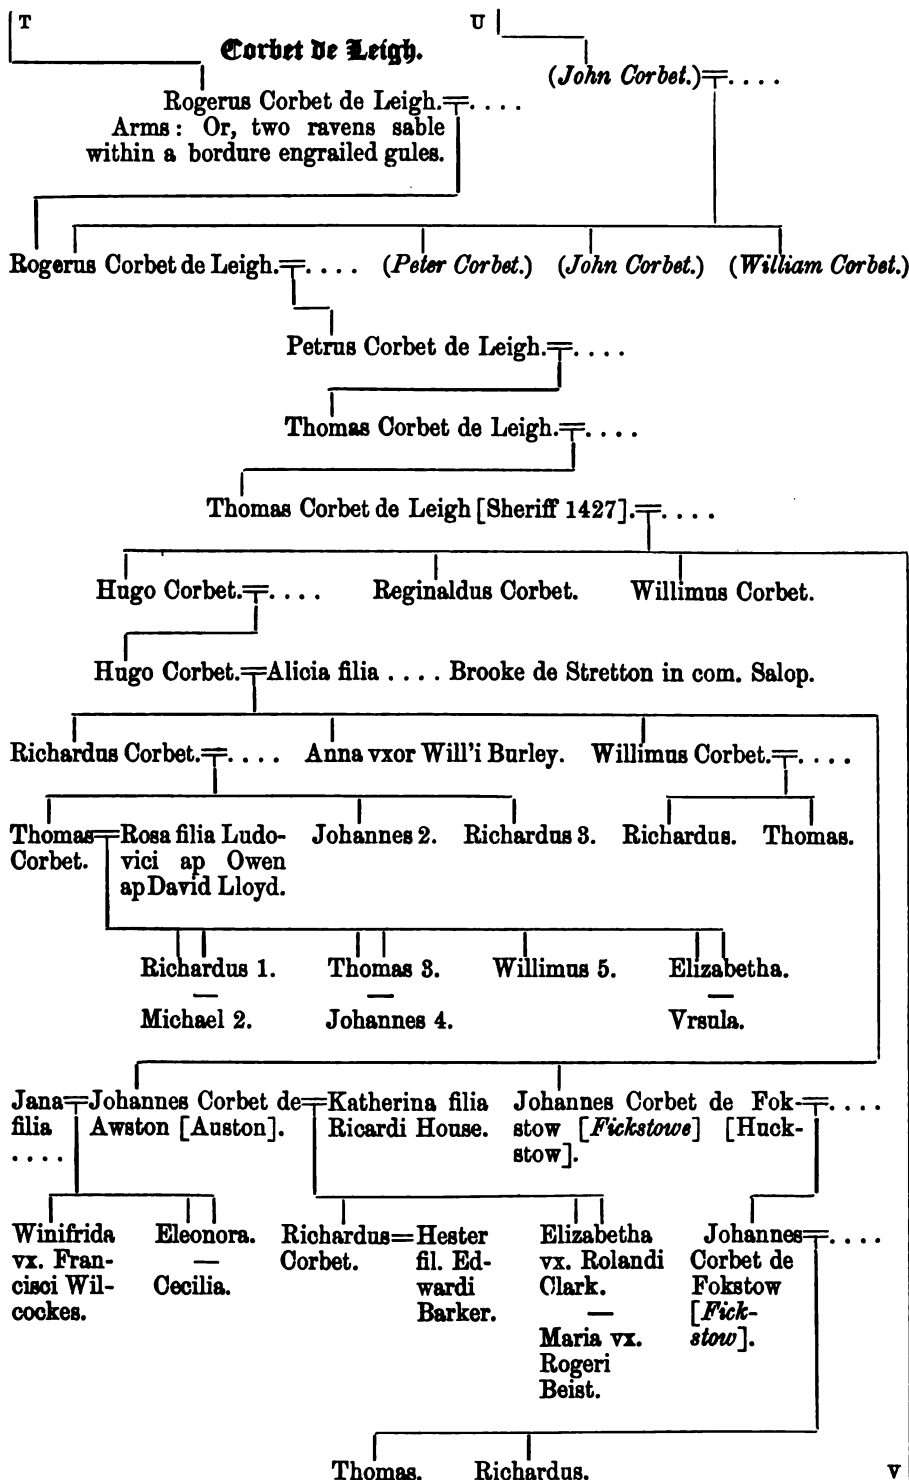 T U
Corbet de Leigh.
(John Corbet.)=. . . .
Rogerus Corbet de Leigh.=. . . .
Arms: Or, two ravens sable
within a bordure engrailed gules.
Rogerus Corbet de Leigh.=. . . . (Peter Corbet.) (John Corbet.) (William Corbet.)
Petrus Corbet de Leigh.=. . . .
Thomas Corbet de Leigh.=. . . .
Thomas Corbet de Leigh [Sheriff 1427].=. . . .
Hugo Corbet.=. . . . Reginaldus Corbet. Willimus Corbet.
Hugo Corbet.=Alicia filia . . . . Brooke de Stretton in com. Salop.
Richardus Corbet.=. . . . Anna vxor Will'i Burley. Willimus Corbet.=. . . .
Thomas=
Corbet.
Rosa filia Ludo-
vici ap Owen
ap David Lloyd.
Johannes 2. Richardus 3. Richardus. Thomas.
Richardus 1. Thomas 3. Willimus 5. Elizabetha.
—
Michael 2. Johannes 4. Vrsula.
Jana=
filia
. . . .
Johannes Corbet de=
Awston [Auston].
Katherina filia
Ricardi House.
Johannes Corbet de Fok-=. . . .
stow [Fickstowe] [Huck-
stow].
Winifrida
vx. Fran-
cisci Wil-
cockes.
Eleonora.
—
Cecilia.
Richardus=
Corbet.
Hester
fil. Ed-
wardi
Barker.
Elizabetha
vx. Rolandi
Clark.
—
Maria vx.
Rogeri
Beist.
Johannes=. . . .
Corbet de
Fokstow
[Fick-
stow].
Thomas. Richardus. V